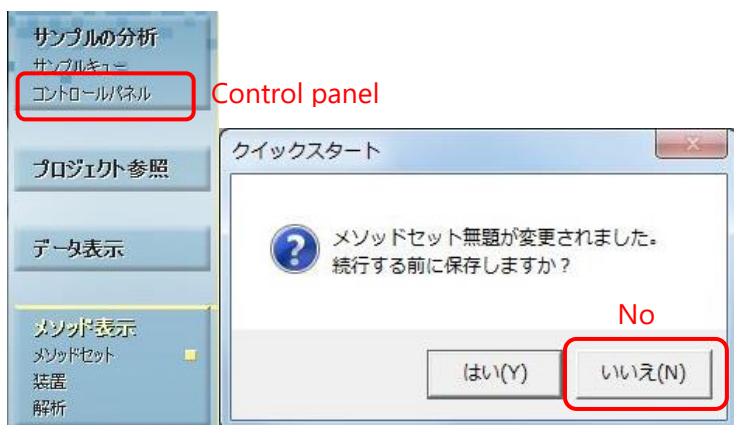 サンプルの分析
サンプルキュー
コントロールパネル
Control panel
プロジェクト参照
データ表示
メソッド表示
メソッドセット
装置
解析
クイックスタート
メソッドセット無題が変更されました。
続行する前に保存しますか？
No
はい(Y)
いいえ(N)